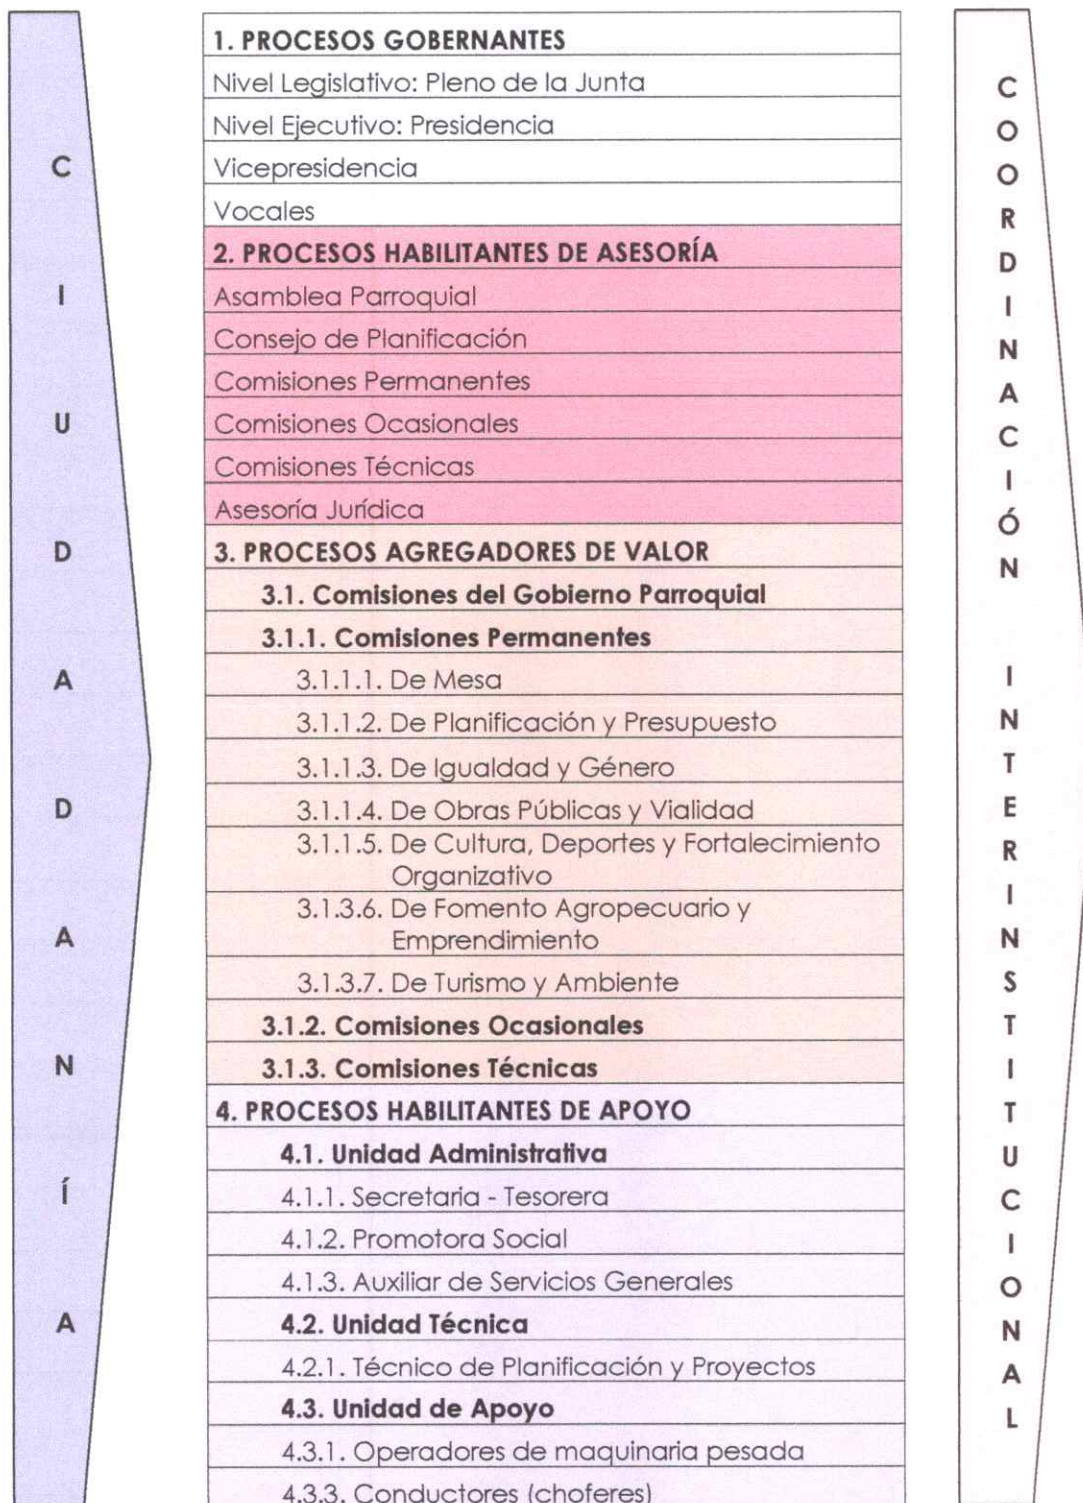 CIUDADANÍA
1. PROCESOS GOBERNANTES
Nivel Legislativo: Pleno de la Junta
Nivel Ejecutivo: Presidencia
Vicepresidencia
Vocales
2. PROCESOS HABILITANTES DE ASESORÍA
Asamblea Parroquial
Consejo de Planificación
Comisiones Permanentes
Comisiones Ocasionales
Comisiones Técnicas
Asesoría Jurídica
3. PROCESOS AGREGADORES DE VALOR
3.1. Comisiones del Gobierno Parroquial
3.1.1. Comisiones Permanentes
3.1.1.1. De Mesa
3.1.1.2. De Planificación y Presupuesto
3.1.1.3. De Igualdad y Género
3.1.1.4. De Obras Públicas y Vialidad
3.1.1.5. De Cultura, Deportes y Fortalecimiento
Organizativo
3.1.3.6. De Fomento Agropecuario y
Emprendimiento
3.1.3.7. De Turismo y Ambiente
3.1.2. Comisiones Ocasionales
3.1.3. Comisiones Técnicas
4. PROCESOS HABILITANTES DE APOYO
4.1. Unidad Administrativa
4.1.1. Secretaria - Tesorera
4.1.2. Promotora Social
4.1.3. Auxiliar de Servicios Generales
4.2. Unidad Técnica
4.2.1. Técnico de Planificación y Proyectos
4.3. Unidad de Apoyo
4.3.1. Operadores de maquinaria pesada
4.3.3. Conductores (choferes)
COORDINACIÓN INTERINSTITUCIONAL